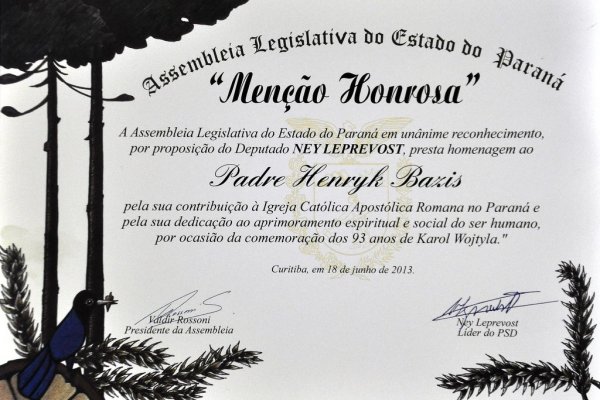 Assembleia Legislativa do Estado do Paraná
"Menção Honrosa"
A Assembleia Legislativa do Estado do Paraná em unânime reconhecimento,
por proposição do Deputado NEY LEPREVOST, presta homenagem ao
Padre Henryk Bazis
pela sua contribuição à Igreja Católica Apostólica Romana no Paraná e
pela sua dedicação ao aprimoramento espiritual e social do ser humano,
por ocasião da comemoração dos 93 anos de Karol Wojtyla."
Curitiba, em 18 de junho de 2013.
Valdir Rossoni
Presidente da Assembleia
Ney Leprevost
Líder do PSD